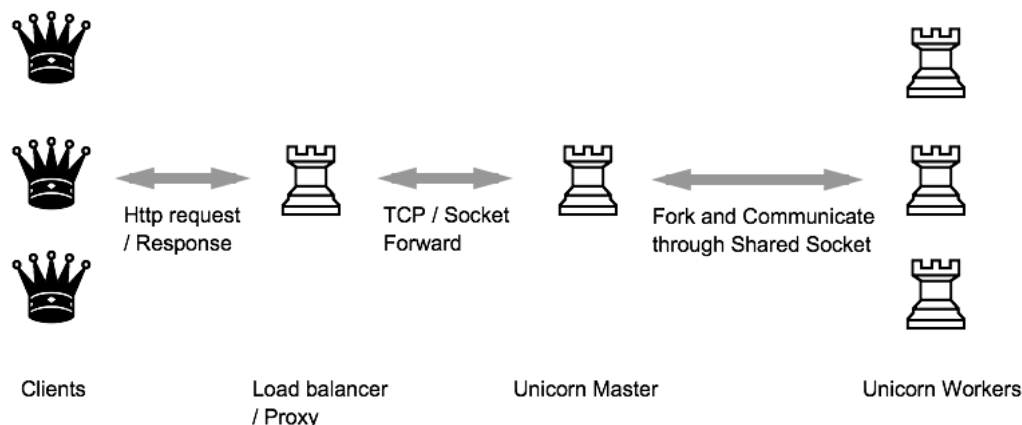 Http request
/ Response
TCP / Socket
Forward
Fork and Communicate
through Shared Socket
Clients
Load balancer
/ Proxy
Unicorn Master
Unicorn Workers